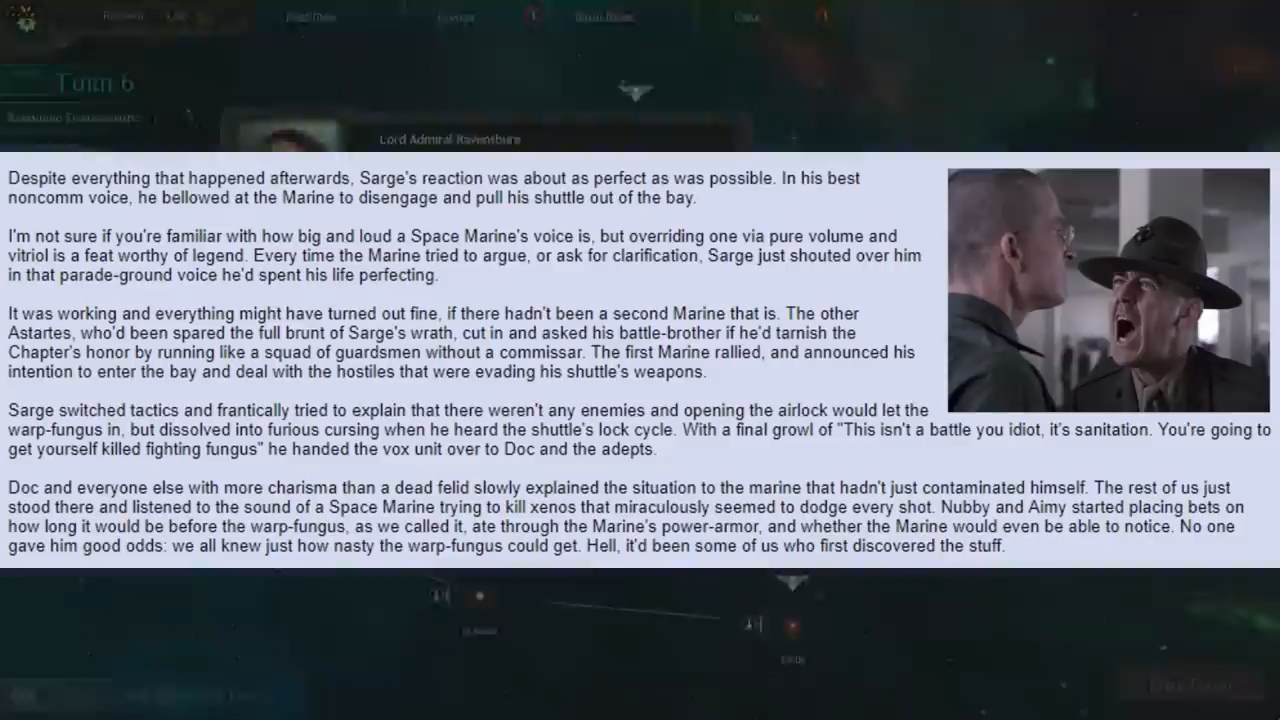 Turn 6
Lord Admiral Ravensburg
Despite everything that happened afterwards, Sarge's reaction was about as perfect as was possible. In his best
noncomm voice, he bellowed at the Marine to disengage and pull his shuttle out of the bay.
I'm not sure if you're familiar with how big and loud a Space Marine's voice is, but overriding one via pure volume and
vitriol is a feat worthy of legend. Every time the Marine tried to argue, or ask for clarification, Sarge just shouted over him
in that parade-ground voice he'd spent his life perfecting.
It was working and everything might have turned out fine, if there hadn't been a second Marine that is. The other
Astartes, who'd been spared the full brunt of Sarge's wrath, cut in and asked his battle-brother if he'd tarnish the
Chapter's honor by running like a squad of guardsmen without a commissar. The first Marine rallied, and announced his
intention to enter the bay and deal with the hostiles that were evading his shuttle's weapons.
Sarge switched tactics and frantically tried to explain that there weren't any enemies and opening the airlock would let the
warp-fungus in, but dissolved into furious cursing when he heard the shuttle's lock cycle. With a final growl of "This isn't a battle you idiot, it's sanitation. You're going to
get yourself killed fighting fungus" he handed the vox unit over to Doc and the adepts.
Doc and everyone else with more charisma than a dead felid slowly explained the situation to the marine that hadn't just contaminated himself. The rest of us just
stood there and listened to the sound of a Space Marine trying to kill xenos that miraculously seemed to dodge every shot. Nubby and Aimy started placing bets on
how long it would be before the warp-fungus, as we called it, ate through the Marine's power-armor, and whether the Marine would even be able to notice. No one
gave him good odds: we all knew just how nasty the warp-fungus could get. Hell, it'd been some of us who first discovered the stuff.